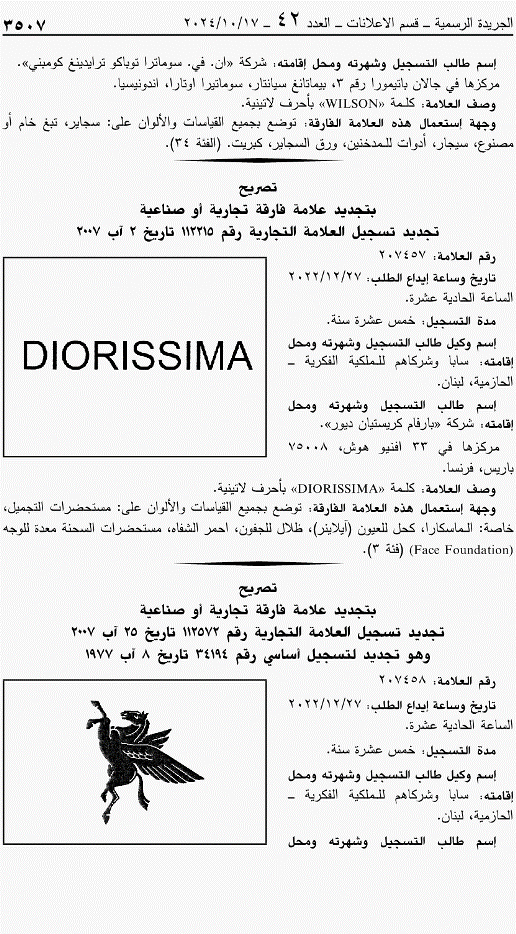 الجريدة الرسمية ــ قسم الاعلانات ــ العدد ٤٢ ــ ٢٠٢٤/١٠/١٧
٣٥٠٧
إسم طالب التسجيل وشهرته ومحل إقامته: شركة «ان. في. سوماترا توباكو ترايدينغ كومبني».
مركزها في جالان باتيمورا رقم ٣، بيماتانغ سيانتار، سوماتيرا اوتارا، اندونيسيا.
وصف العلامة: كلمة «WILSON» بأحرف لاتينية.
وجهة إستعمال هذه العلامة الفارقة: توضع بجميع القياسات والألوان على: سجاير، تبغ خام أو
مصنوع، سيجار، أدوات للمدخنين، ورق السجاير، كبريت. (الفئة ٣٤).
تصريح
بتجديد علامة فارقة تجارية أو صناعية
تجديد تسجيل العلامة التجارية رقم ١١٢٢١٥ تاريخ ٢ آب ٢٠٠٧
رقم العلامة: ٢٠٧٤٥٧
تاريخ وساعة إيداع الطلب: ٢٠٢٢/١٢/٢٧
الساعة الحادية عشرة.
مدة التسجيل: خمس عشرة سنة.
إسم وكيل طالب التسجيل وشهرته ومحل
إقامته: سابا وشركاهم للملكية الفكرية ــ
الحازمية، لبنان.
إسم طالب التسجيل وشهرته ومحل
إقامته: شركة «بارفام كريستيان ديور».
مركزها في ٣٣ افنيو هوش، ٧٥٠٠٨
باريس، فرنسا.
DIORISSIMA
وصف العلامة: كلمة «DIORISSIMA» بأحرف لاتينية.
وجهة إستعمال هذه العلامة الفارقة: توضع بجميع القياسات والألوان على: مستحضرات التجميل،
خاصة: الماسكارا، كحل للعيون (آيلاينر)، ظلال للجفون، احمر الشفاه، مستحضرات السحنة معدة للوجه
(Face Foundation) (فئة ٣).
تصريح
بتجديد علامة فارقة تجارية أو صناعية
تجديد تسجيل العلامة التجارية رقم ١١٢٥٧٢ تاريخ ٢٥ آب ٢٠٠٧
وهو تجديد لتسجيل أساسي رقم ٣٤١٩٤ تاريخ ٨ آب ١٩٧٧
رقم العلامة: ٢٠٧٤٥٨
تاريخ وساعة إيداع الطلب: ٢٠٢٢/١٢/٢٧
الساعة الحادية عشرة.
مدة التسجيل: خمس عشرة سنة.
إسم وكيل طالب التسجيل وشهرته ومحل
إقامته: سابا وشركاهم للملكية الفكرية ــ
الحازمية، لبنان.
إسم طالب التسجيل وشهرته ومحل